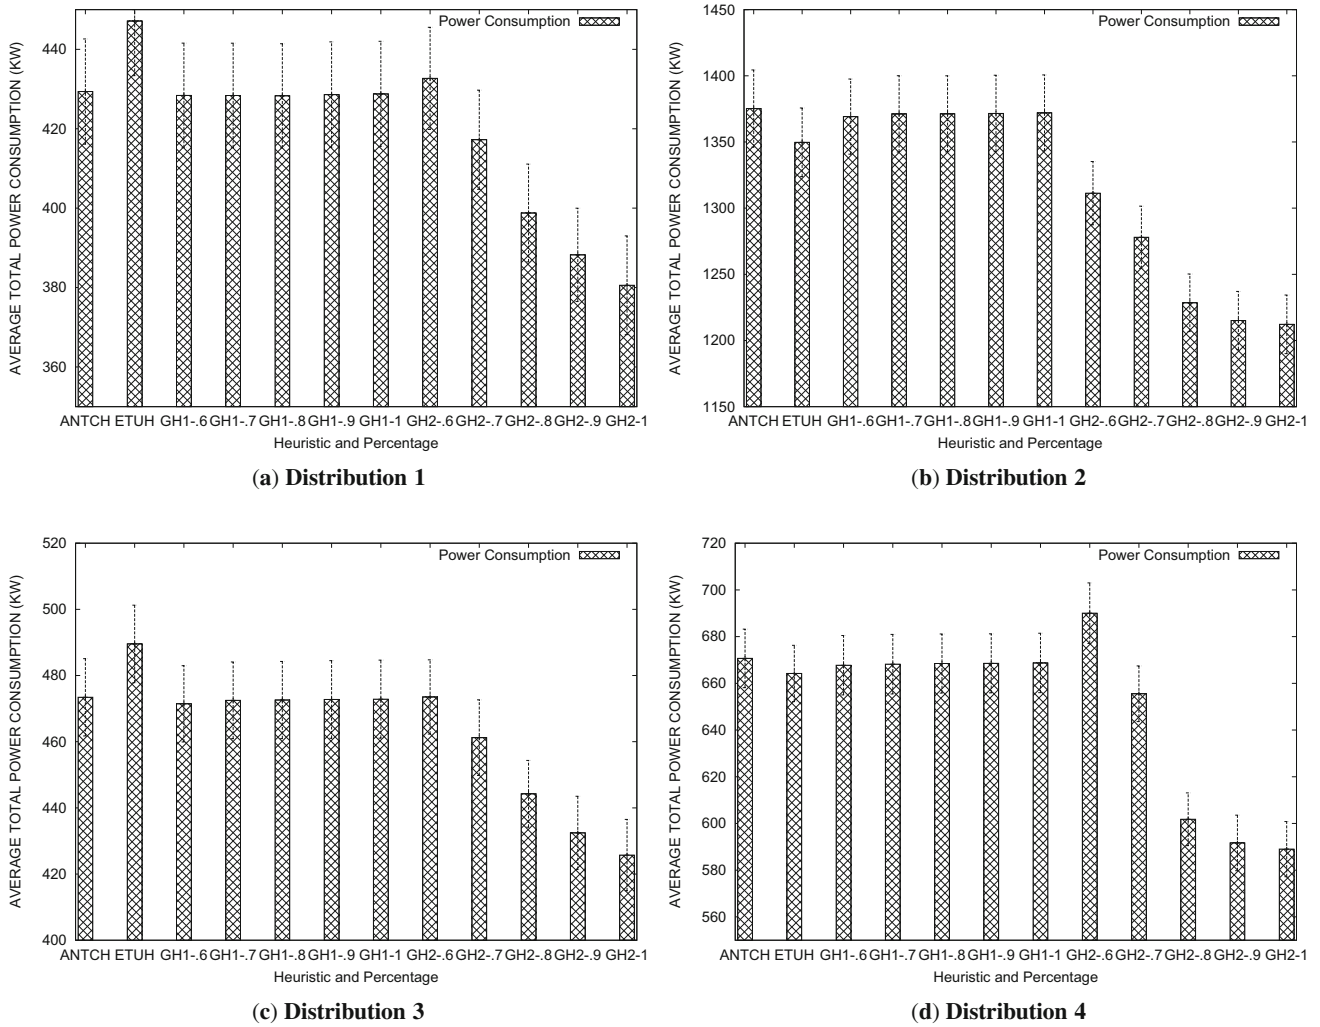 Power Consumption
AVERAGE TOTAL POWER CONSUMPTION (KW)
440
420
400
380
360
ANTCH ETUH GH1-.6 GH1-.7 GH1-.8 GH1-.9 GH1-1 GH2-.6 GH2-.7 GH2-.8 GH2-.9 GH2-1
Heuristic and Percentage
(a) Distribution 1
Power Consumption
AVERAGE TOTAL POWER CONSUMPTION (KW)
1450
1400
1350
1300
1250
1200
1150
ANTCH ETUH GH1-.6 GH1-.7 GH1-.8 GH1-.9 GH1-1 GH2-.6 GH2-.7 GH2-.8 GH2-.9 GH2-1
Heuristic and Percentage
(b) Distribution 2
Power Consumption
AVERAGE TOTAL POWER CONSUMPTION (KW)
520
500
480
460
440
420
400
ANTCH ETUH GH1-.6 GH1-.7 GH1-.8 GH1-.9 GH1-1 GH2-.6 GH2-.7 GH2-.8 GH2-.9 GH2-1
Heuristic and Percentage
(c) Distribution 3
Power Consumption
AVERAGE TOTAL POWER CONSUMPTION (KW)
720
700
680
660
640
620
600
580
560
ANTCH ETUH GH1-.6 GH1-.7 GH1-.8 GH1-.9 GH1-1 GH2-.6 GH2-.7 GH2-.8 GH2-.9 GH2-1
Heuristic and Percentage
(d) Distribution 4